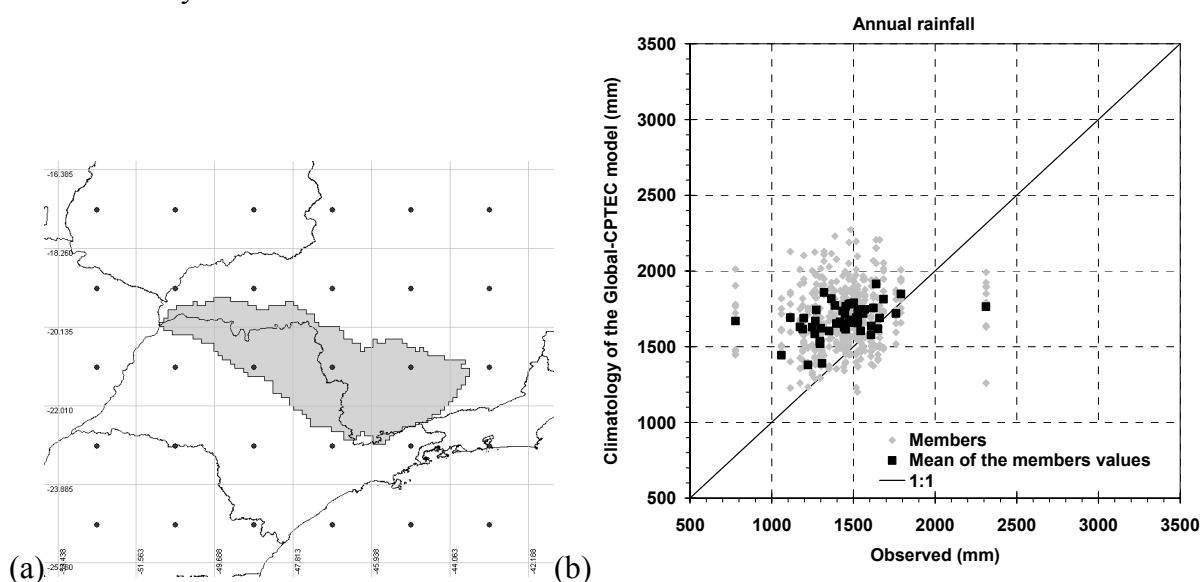 (a)
-16.385
-18.260
-20.135
-22.010
-23.885
-51.563
-49.688
-47.813
-45.938
-44.063
-42.188
(b)
Annual rainfall
Climatology of the Global-CPTEC model (mm)
3500
3000
2500
2000
1500
1000
500
Members
Mean of the members values
1:1
500 1000 1500 2000 2500 3000 3500
Observed (mm)